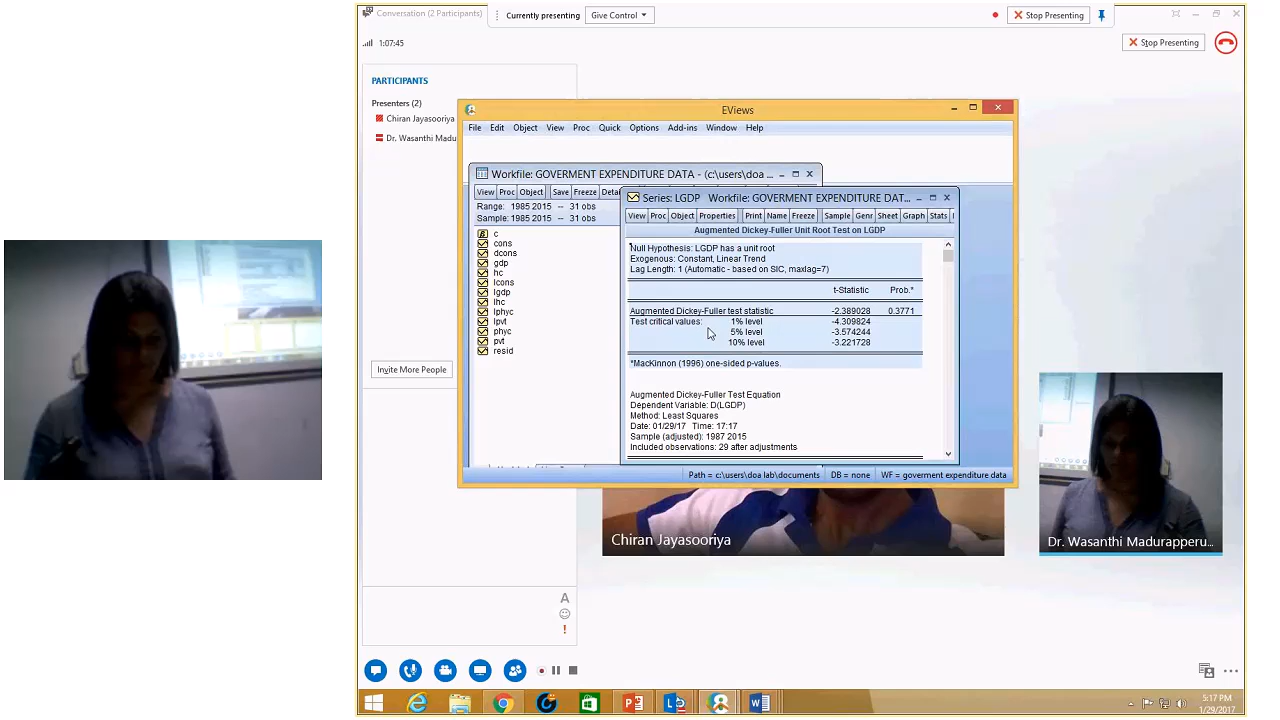 Conversation (2 Participants)
Currently presenting
Give Control
Stop Presenting
1:07:45
Stop Presenting
PARTICIPANTS
Presenters (2)
Chiran Jayasooriya
Dr. Wasanthi Madu
Invite More People
EViews
File Edit Object View Proc Quick Options Add-ins Window Help
Workfile: GOVERMENT EXPENDITURE DATA - (c:\users\doa ...
View Proc Object Save Freeze Detai
Range: 1985 2015 -- 31 obs
Sample: 1985 2015 -- 31 obs
c
cons
dcons
gdp
hc
lcons
lgdp
lhc
lphyc
lpvt
phyc
pvt
resid
Series: LGDP Workfile: GOVERMENT EXPENDITURE DAT...
View Proc Object Properties Print Name Freeze Sample Genr Sheet Graph Stats
Augmented Dickey-Fuller Unit Root Test on LGDP
Null Hypothesis: LGDP has a unit root
Exogenous: Constant, Linear Trend
Lag Length: 1 (Automatic - based on SIC, maxlag=7)
t-Statistic Prob.*
Augmented Dickey-Fuller test statistic -2.389028 0.3771
Test critical values: 1% level -4.309824
5% level -3.574244
10% level -3.221728
*MacKinnon (1996) one-sided p-values.
Augmented Dickey-Fuller Test Equation
Dependent Variable: D(LGDP)
Method: Least Squares
Date: 01/29/17 Time: 17:17
Sample (adjusted): 1987 2015
Included observations: 29 after adjustments
Path = c:\users\doa lab\documents DB = none WF = goverment expenditure data
Chiran Jayasooriya
Dr. Wasanthi Madurapperu...
A
!
5:17 PM
1/29/2017